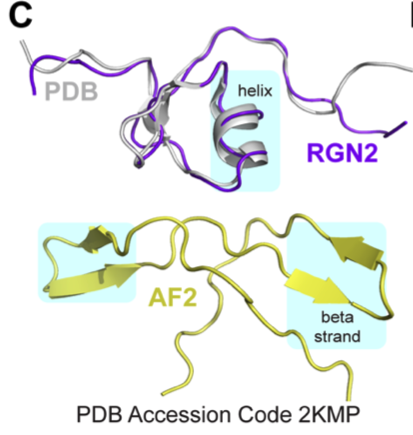 C
PDB
helix
RGN2
AF2
beta
strand
PDB Accession Code 2KMP